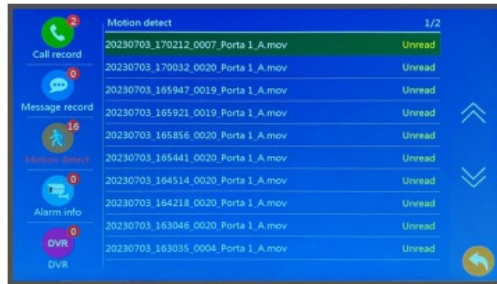 Motion detect 1/2
2
Call record
0
Message record
16
Motion detect
0
Alarm info
0
DVR
DVR
20230703_170212_0007_Porta 1_A.mov Unread
20230703_170032_0020_Porta 1_A.mov Unread
20230703_165947_0019_Porta 1_A.mov Unread
20230703_165921_0019_Porta 1_A.mov Unread
20230703_165856_0020_Porta 1_A.mov Unread
20230703_165441_0020_Porta 1_A.mov Unread
20230703_164514_0020_Porta 1_A.mov Unread
20230703_164218_0020_Porta 1_A.mov Unread
20230703_163046_0020_Porta 1_A.mov Unread
20230703_163035_0004_Porta 1_A.mov Unread